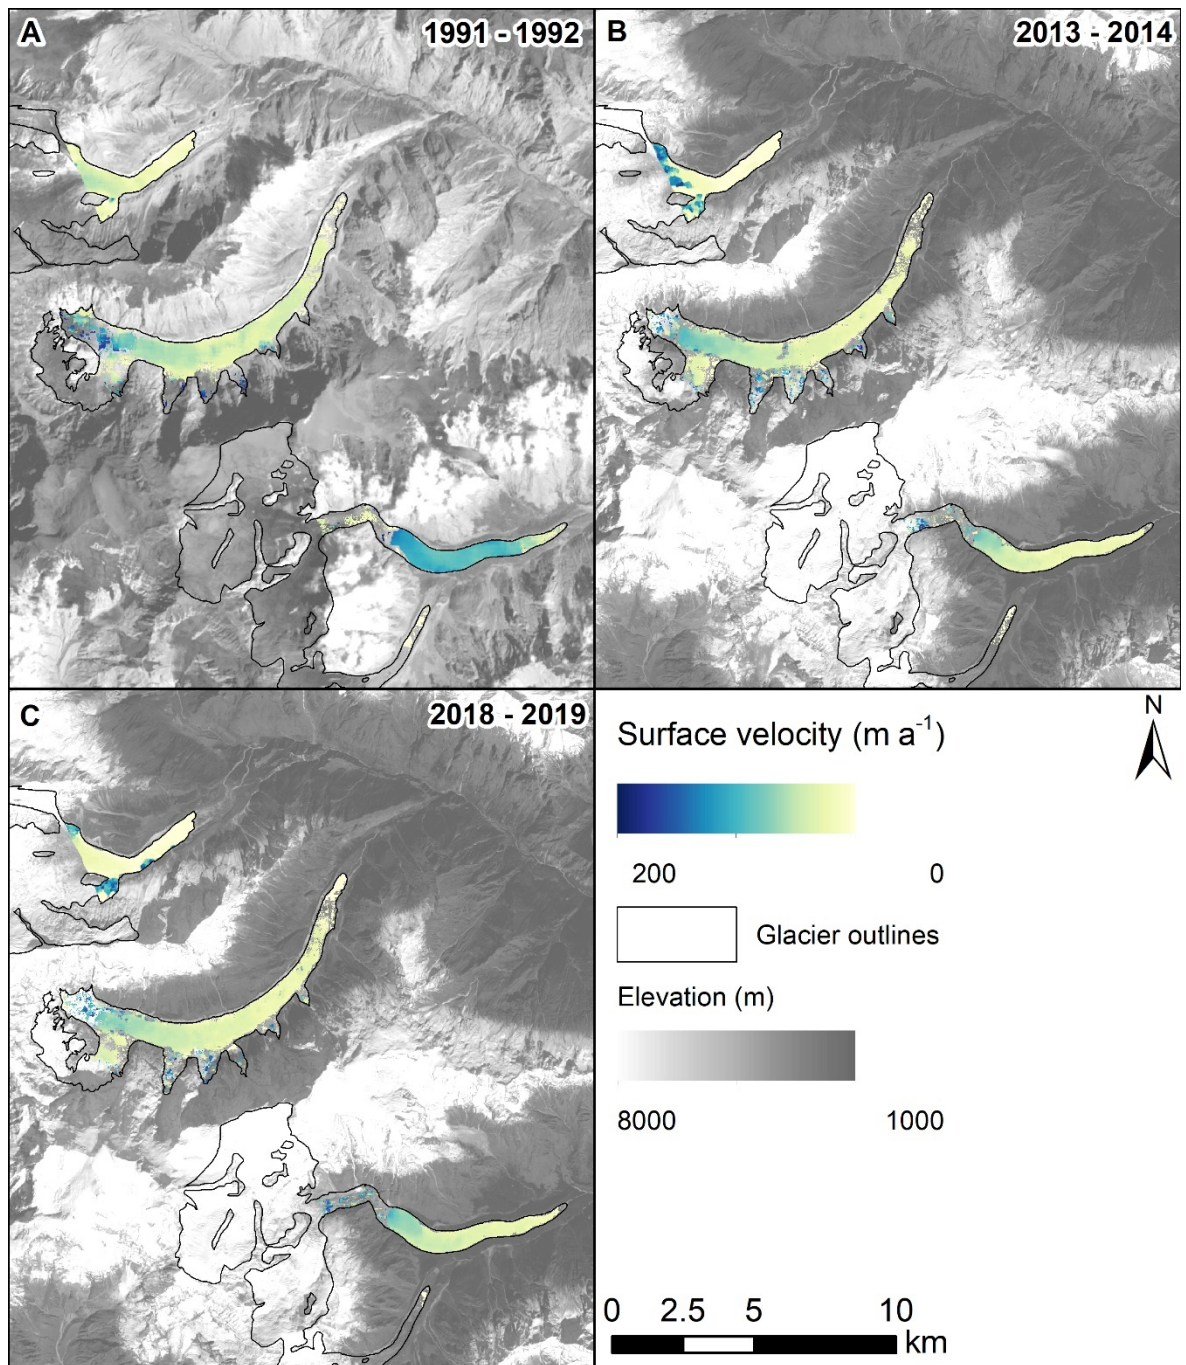 A
1991 - 1992
B
2013 - 2014
C
2018 - 2019
N
Surface velocity (m a⁻¹)
200 0
Glacier outlines
Elevation (m)
8000 1000
0 2.5 5 10
km